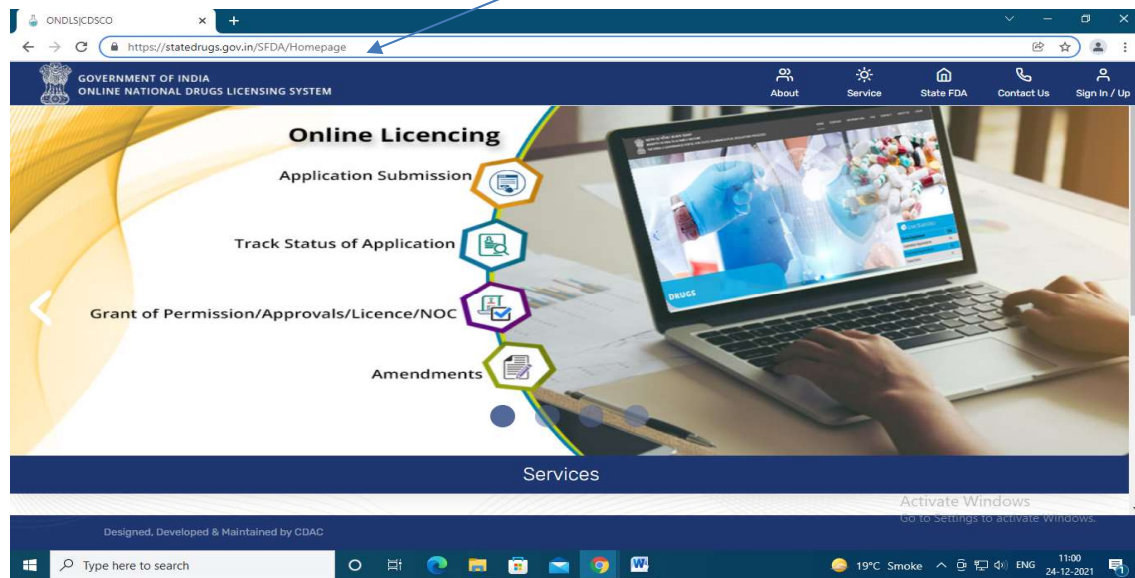 ONDLS|CDSCO
https://statedrugs.gov.in/SFDA/Homepage
GOVERNMENT OF INDIA
ONLINE NATIONAL DRUGS LICENSING SYSTEM
About
Service
State FDA
Contact Us
Sign In / Up
Online Licencing
Application Submission
Track Status of Application
Grant of Permission/Approvals/Licence/NOC
Amendments
DRUGS
Services
Activate Windows
Go to Settings to activate Windows.
Designed, Developed & Maintained by CDAC
Type here to search
19°C Smoke
ENG
11:00
24-12-2021